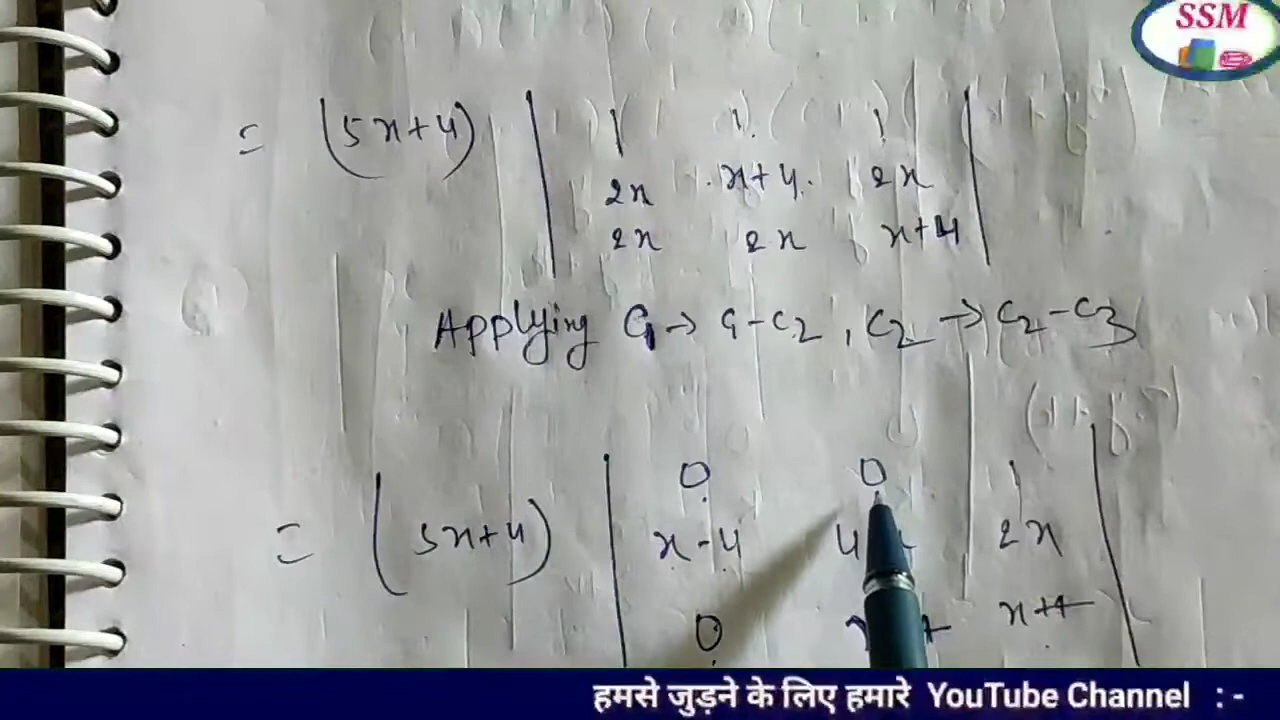 SSM
= (5x+4) | 1 1 1 |
2x x+4 2x
2x 2x x+4
Applying C1 → C1-C2, C2 → C2-C3
= (5x+4) | 0 0 1 |
x-4 2x
0 x+4
हमसे जुड़ने के लिए हमारे YouTube Channel : -